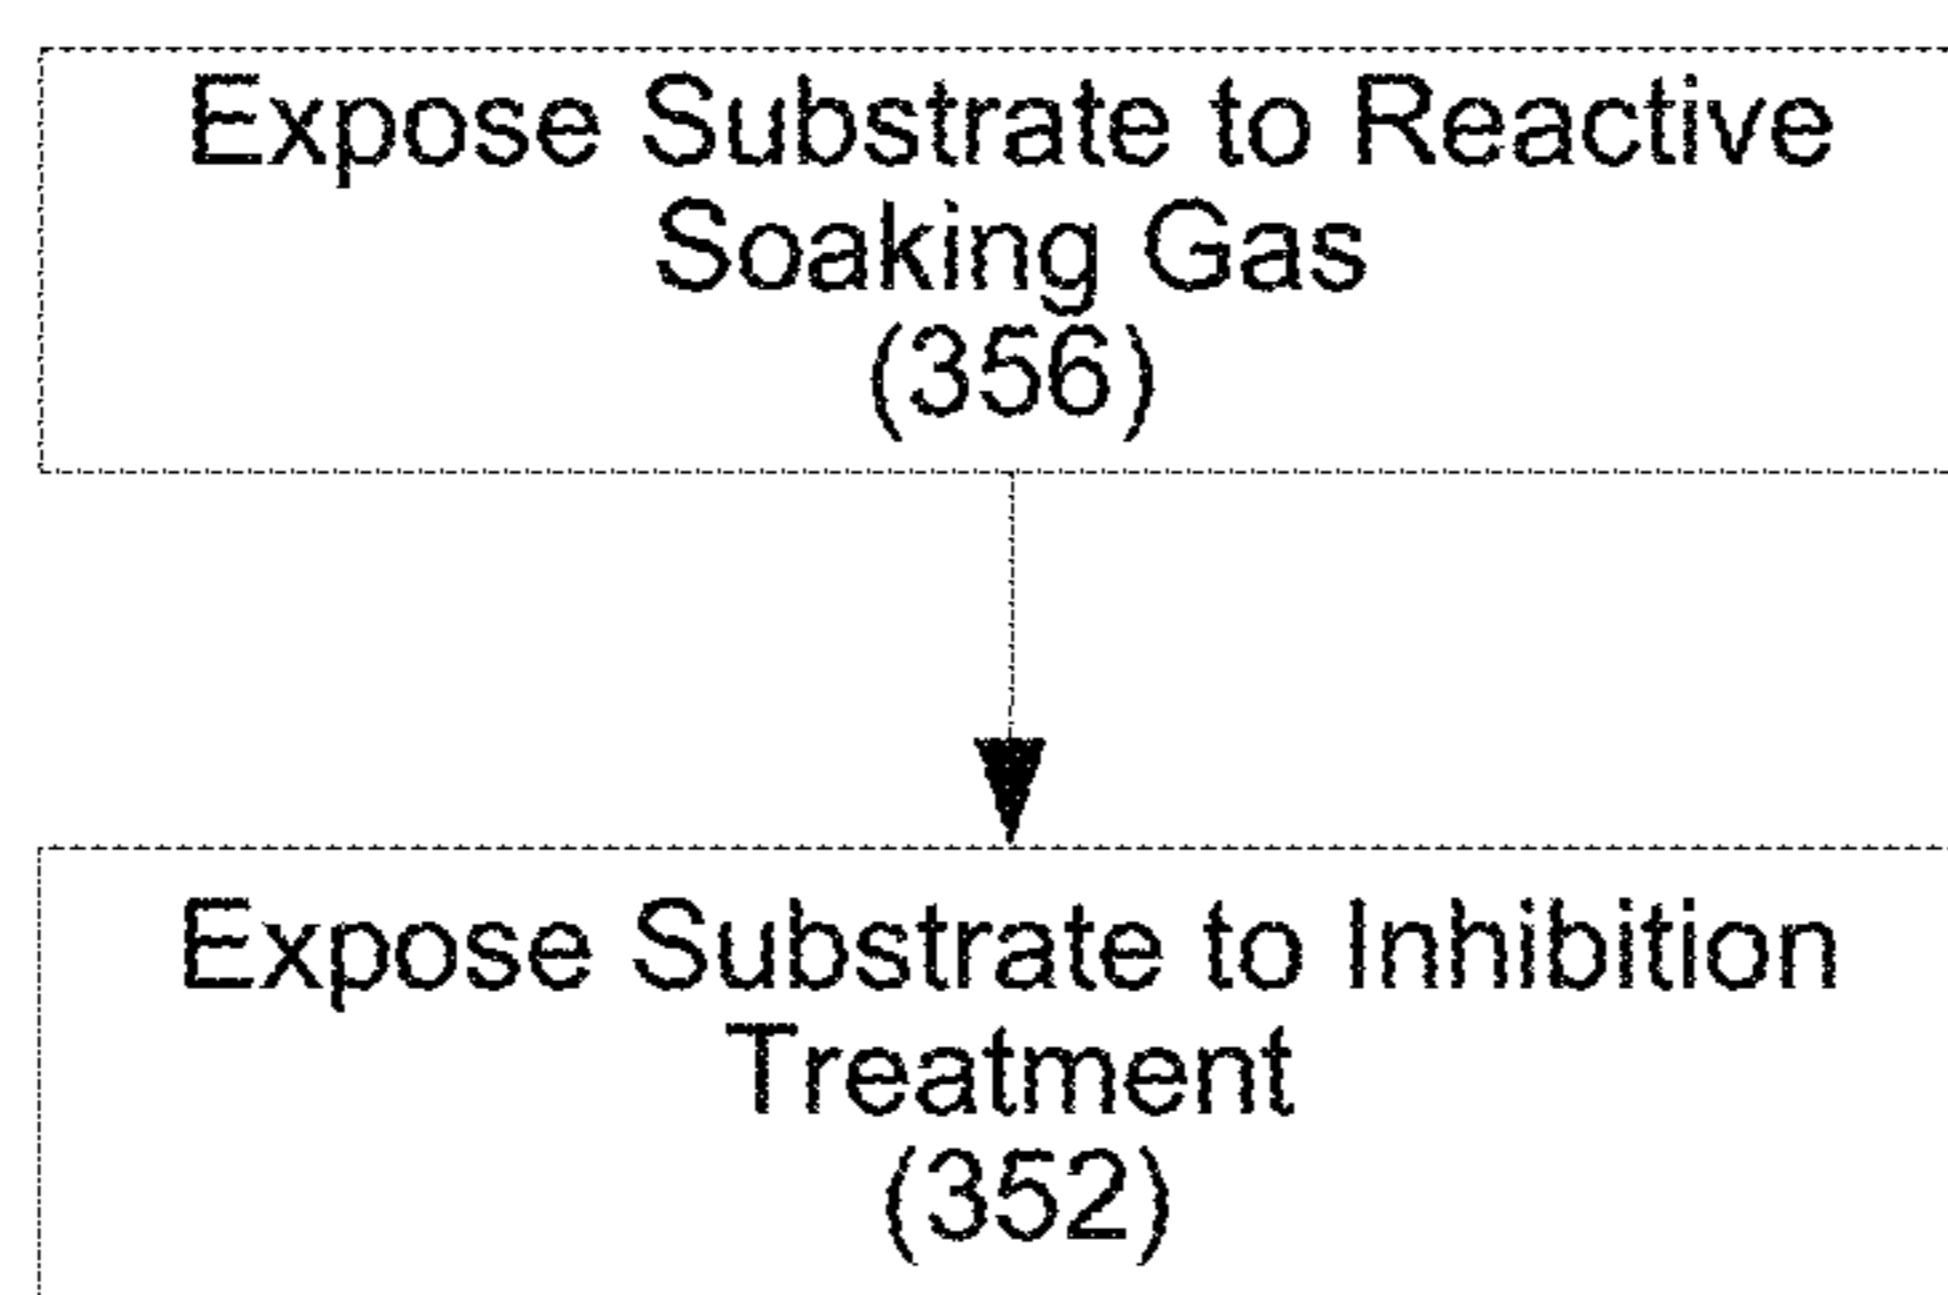 Expose Substrate to Reactive
Soaking Gas
(356)
Expose Substrate to Inhibition
Treatment
(352)